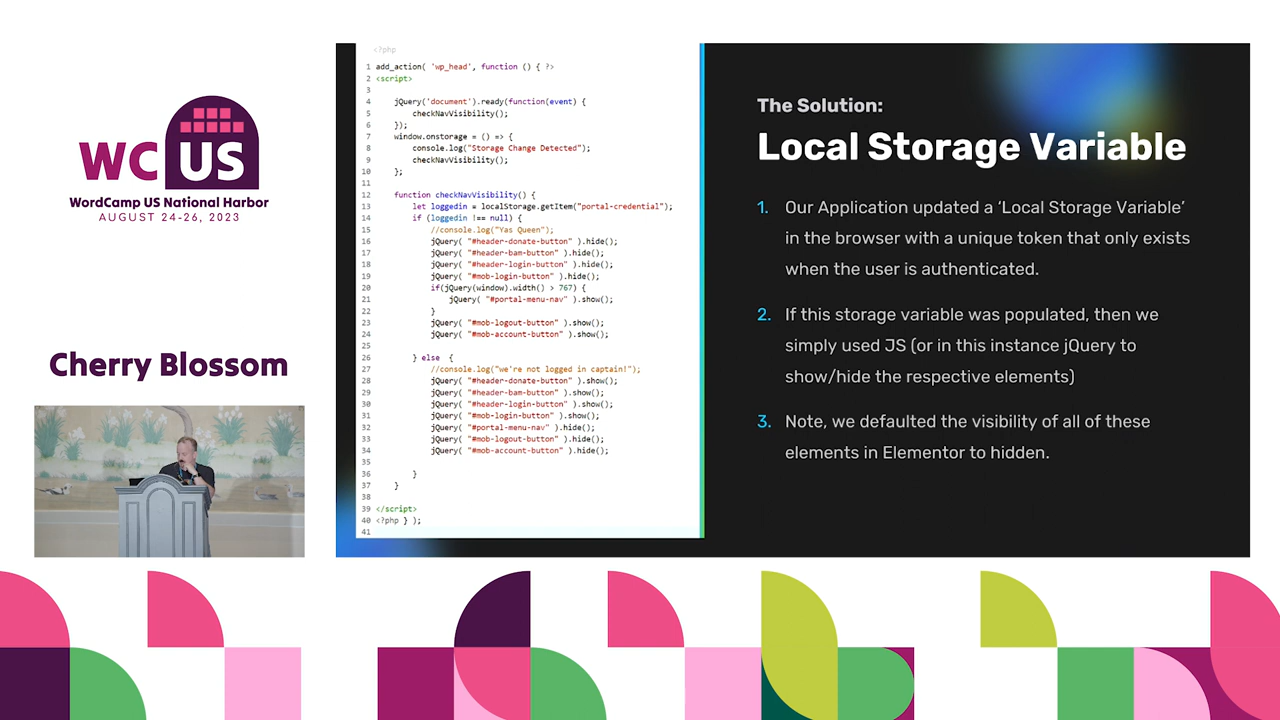 WC US
WordCamp US National Harbor
AUGUST 24-26, 2023
Cherry Blossom
<?php
1 add_action( 'wp_head', function () { ?>
2 <script>
3
4 jQuery('document').ready(function(event) {
5 checkNavVisibility();
6 });
7 window.onstorage = () => {
8 console.log("Storage Change Detected");
9 checkNavVisibility();
10 };
11
12 function checkNavVisibility() {
13 let loggedin = localStorage.getItem("portal-credential");
14 if (loggedin !== null) {
15 //console.log("Yas Queen");
16 jQuery( "#header-donate-button" ).hide();
17 jQuery( "#header-bam-button" ).hide();
18 jQuery( "#header-login-button" ).hide();
19 jQuery( "#mob-login-button" ).hide();
20 if(jQuery(window).width() > 767) {
21 jQuery( "#portal-menu-nav" ).show();
22 }
23 jQuery( "#mob-logout-button" ).show();
24 jQuery( "#mob-account-button" ).show();
25
26 } else {
27 //console.log("we're not logged in captain!");
28 jQuery( "#header-donate-button" ).show();
29 jQuery( "#header-bam-button" ).show();
30 jQuery( "#header-login-button" ).show();
31 jQuery( "#mob-login-button" ).show();
32 jQuery( "#portal-menu-nav" ).hide();
33 jQuery( "#mob-logout-button" ).hide();
34 jQuery( "#mob-account-button" ).hide();
35
36 }
37 }
38
39 </script>
40 <?php } );
41
The Solution:
Local Storage Variable
1. Our Application updated a ‘Local Storage Variable’
in the browser with a unique token that only exists
when the user is authenticated.
2. If this storage variable was populated, then we
simply used JS (or in this instance jQuery to
show/hide the respective elements)
3. Note, we defaulted the visibility of all of these
elements in Elementor to hidden.